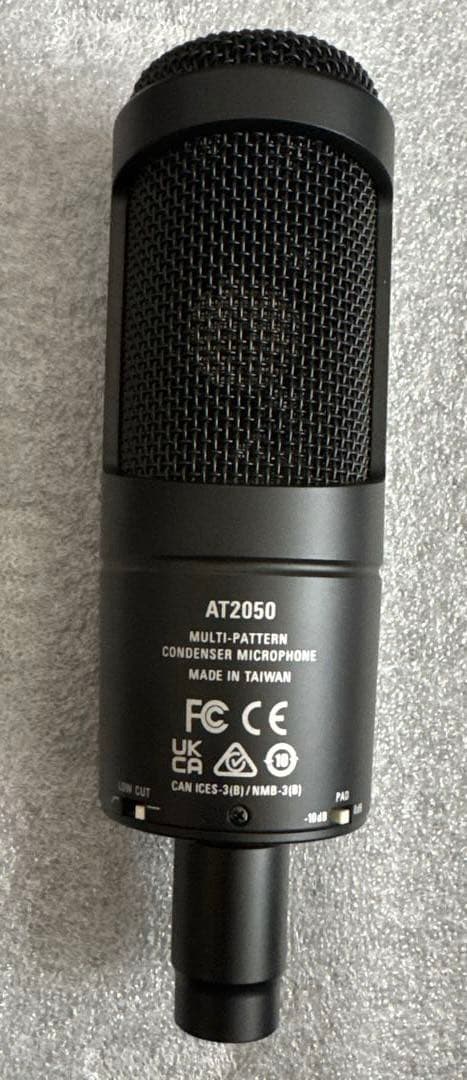 AT2050
MULTI-PATTERN
CONDENSER MICROPHONE
MADE IN TAIWAN
FC CE
UK
CA 10
CAN ICES-3(B)/NMB-3(B)
LOW CUT
PAD
-10dB